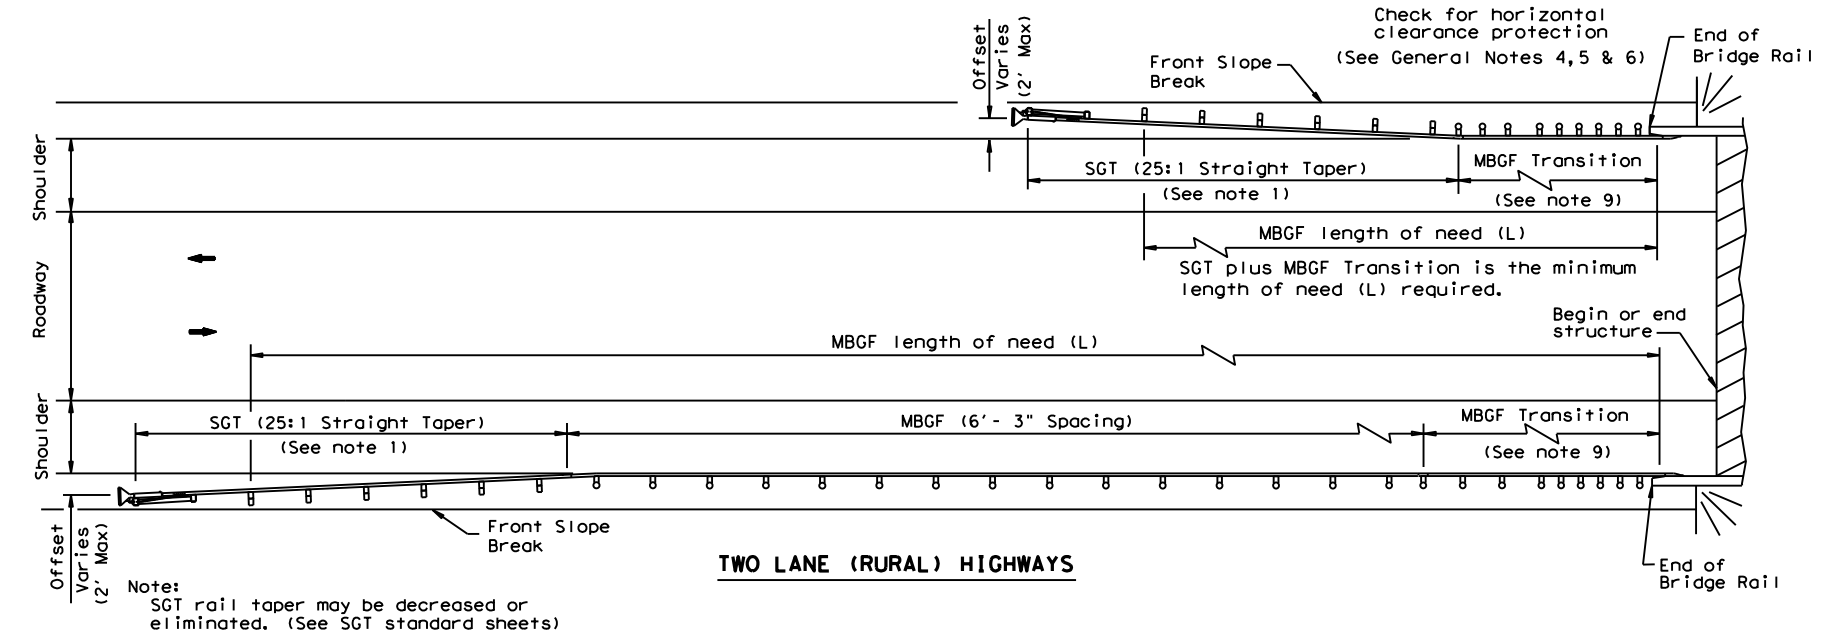 Check for horizontal
clearance protection
(See General Notes 4,5 & 6)
End of
Bridge Rail
Offset
Varies
(2' Max)
Front Slope
Break
Shoulder
SGT (25:1 Straight Taper)
(See note 1)
MBGF Transition
(See note 9)
MBGF length of need (L)
SGT plus MBGF Transition is the minimum
length of need (L) required.
Roadway
Begin or end
structure
MBGF length of need (L)
Shoulder
SGT (25:1 Straight Taper)
(See note 1)
MBGF (6'- 3" Spacing)
MBGF Transition
(See note 9)
Offset
Varies
(2' Max)
Front Slope
Break
End of
Bridge Rail
TWO LANE (RURAL) HIGHWAYS
Note:
SGT rail taper may be decreased or
eliminated. (See SGT standard sheets)